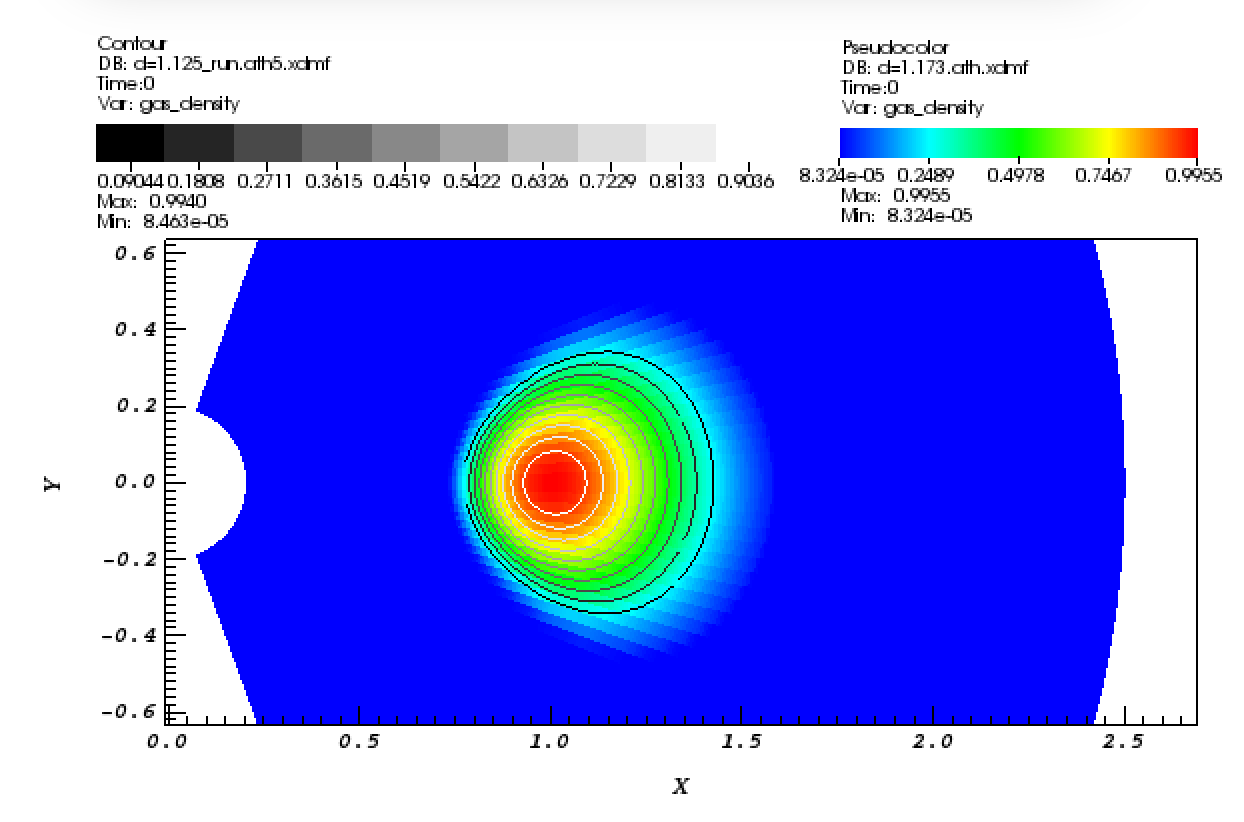 Contour
DB: d=1.125_run.ath5.xdmf
Time:0
Var: gas_density
0.09044 0.1808 0.2711 0.3615 0.4519 0.5422 0.6326 0.7229 0.8133 0.9036
Max: 0.9940
Min: 8.463e-05
Pseudocolor
DB: d=1.173.ath.xdmf
Time:0
Var: gas_density
8.324e-05 0.2489 0.4978 0.7467 0.9955
Max: 0.9955
Min: 8.324e-05
0.6
0.4
0.2
0.0
-0.2
-0.4
-0.6
Y
0.0 0.5 1.0 1.5 2.0 2.5
X